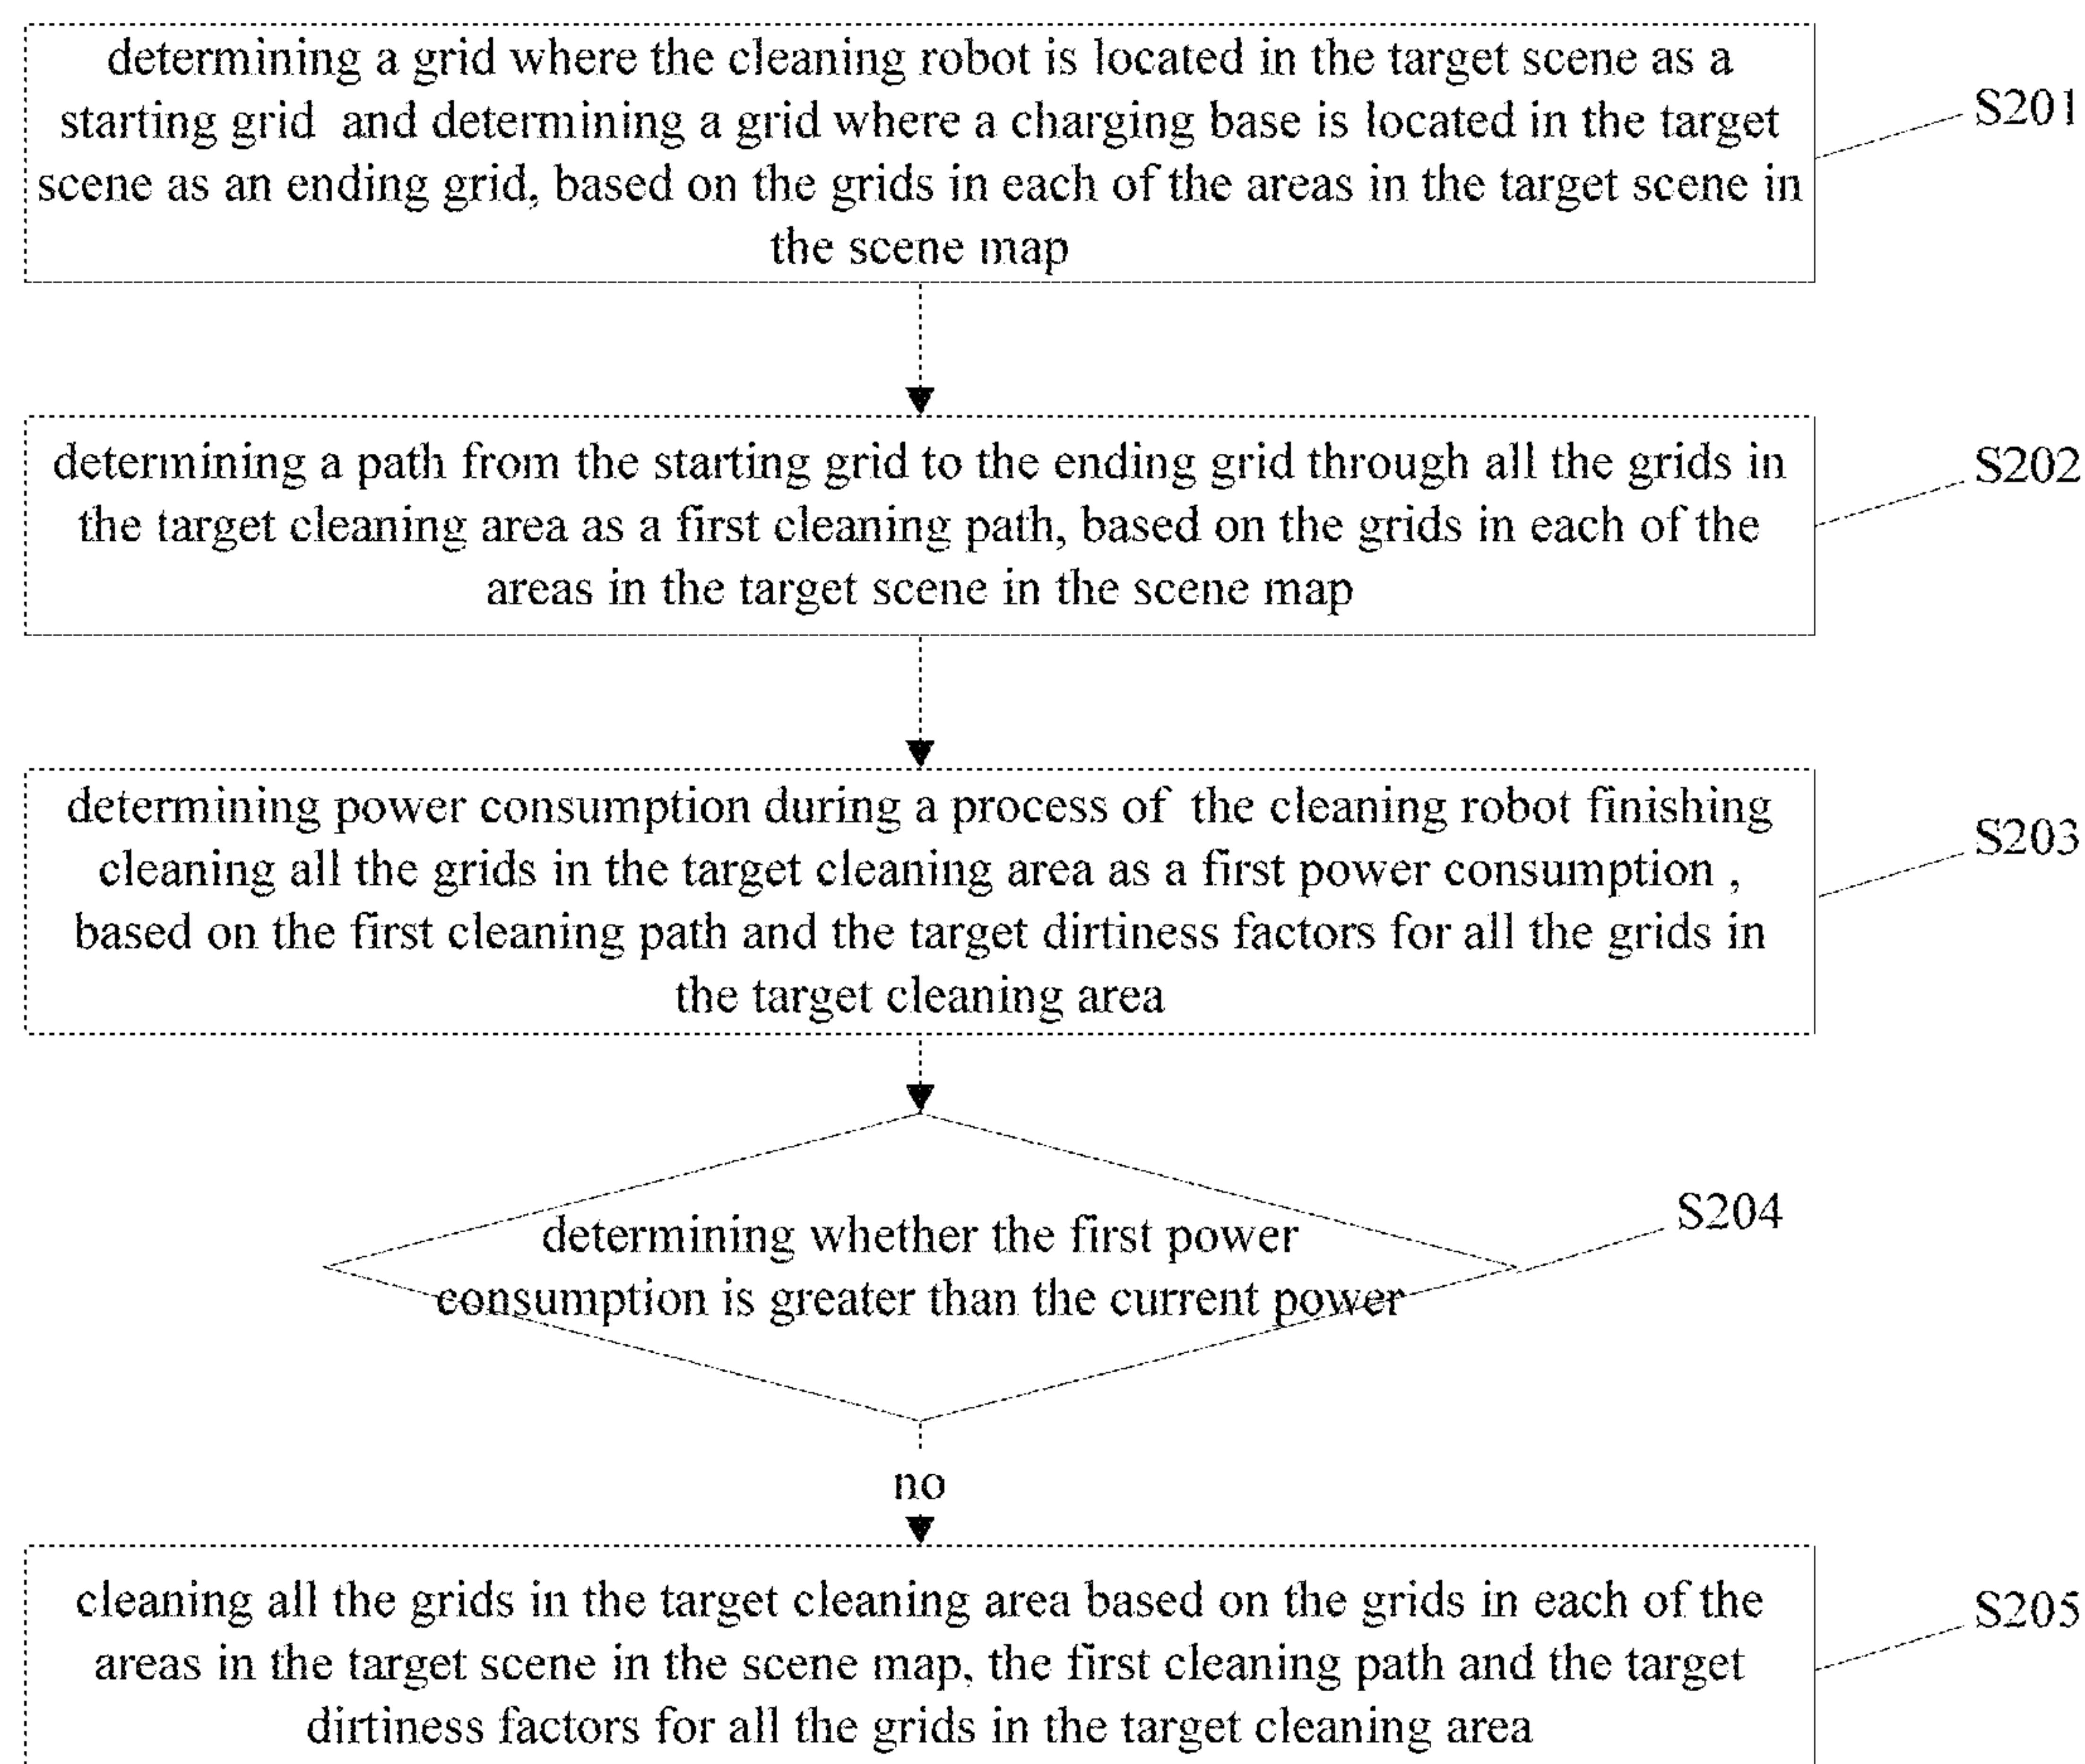 determining a grid where the cleaning robot is located in the target scene as a
starting grid and determining a grid where a charging base is located in the target
scene as an ending grid, based on the grids in each of the areas in the target scene in
the scene map
S201
determining a path from the starting grid to the ending grid through all the grids in
the target cleaning area as a first cleaning path, based on the grids in each of the
areas in the target scene in the scene map
S202
determining power consumption during a process of the cleaning robot finishing
cleaning all the grids in the target cleaning area as a first power consumption ,
based on the first cleaning path and the target dirtiness factors for all the grids in
the target cleaning area
S203
determining whether the first power
consumption is greater than the current power
S204
no
cleaning all the grids in the target cleaning area based on the grids in each of the
areas in the target scene in the scene map, the first cleaning path and the target
dirtiness factors for all the grids in the target cleaning area
S205